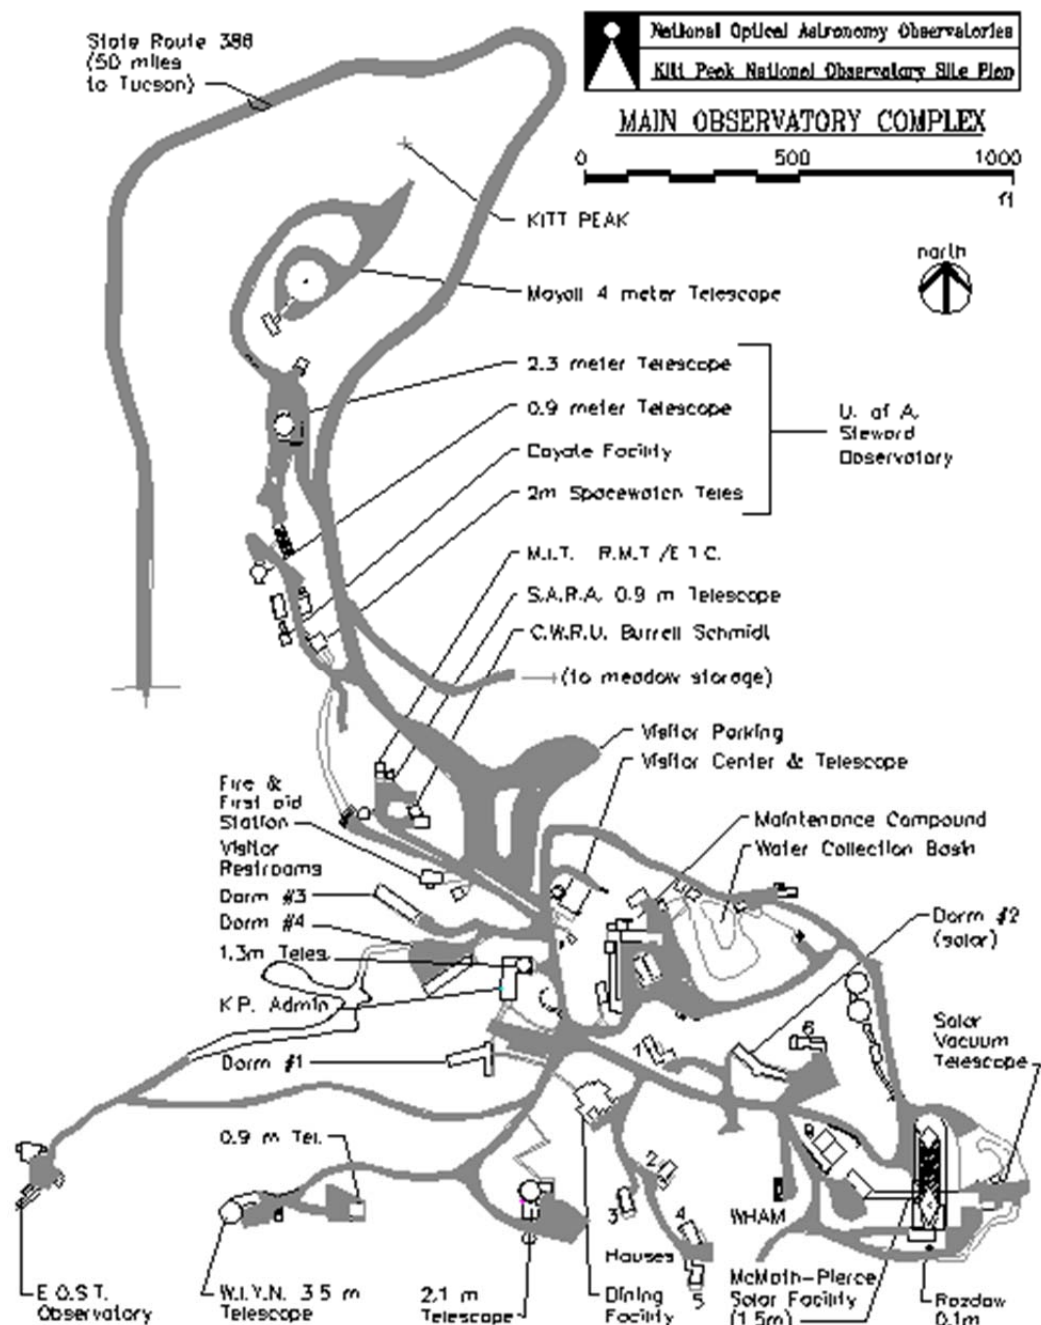 National Optical Astronomy Observatories
Kitt Peak National Observatory Site Plan
MAIN OBSERVATORY COMPLEX
0 500 1000
ft
north
State Route 386
(50 miles
to Tucson)
KITT PEAK
Mayall 4 meter Telescope
2.3 meter Telescope
0.9 meter Telescope
Coyote Facility
2m Spacewatch Teles
U. of A.
Steward
Observatory
M.I.T. R.M.T./E.T.C.
S.A.R.A. 0.9 m Telescope
C.W.R.U. Burrell Schmidt
(to meadow storage)
Visitor Parking
Visitor Center & Telescope
Fire &
First aid
Station
Visitor
Restrooms
Maintenance Compound
Water Collection Basin
Dorm #3
Dorm #4
1.3m Teles.
K.P. Admin
Dorm #1
Dorm #2
(solar)
Solar
Vacuum
Telescope
6
7
9
0.9 m Tel.
2
3
4
5
WHAM
Houses
E.O.S.T.
Observatory
W.I.Y.N. 3.5 m
Telescope
2.1 m
Telescope
Dining
Facility
McMath-Pierce
Solar Facility
(1.5m)
Razdow
0.1m